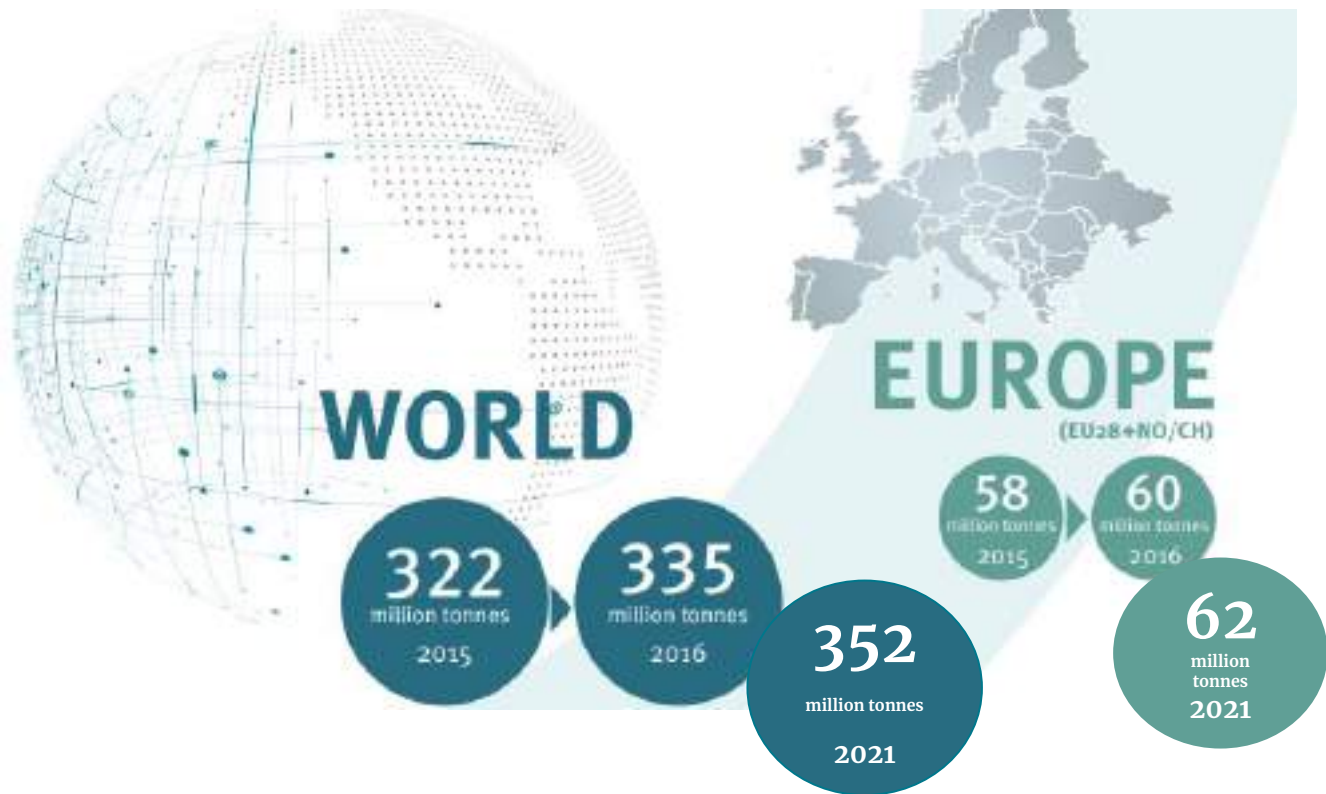 WORLD
322
million tonnes
2015
335
million tonnes
2016
352
million tonnes
2021
EUROPE
(EU28+NO/CH)
58
million tonnes
2015
60
million tonnes
2016
62
million
tonnes
2021